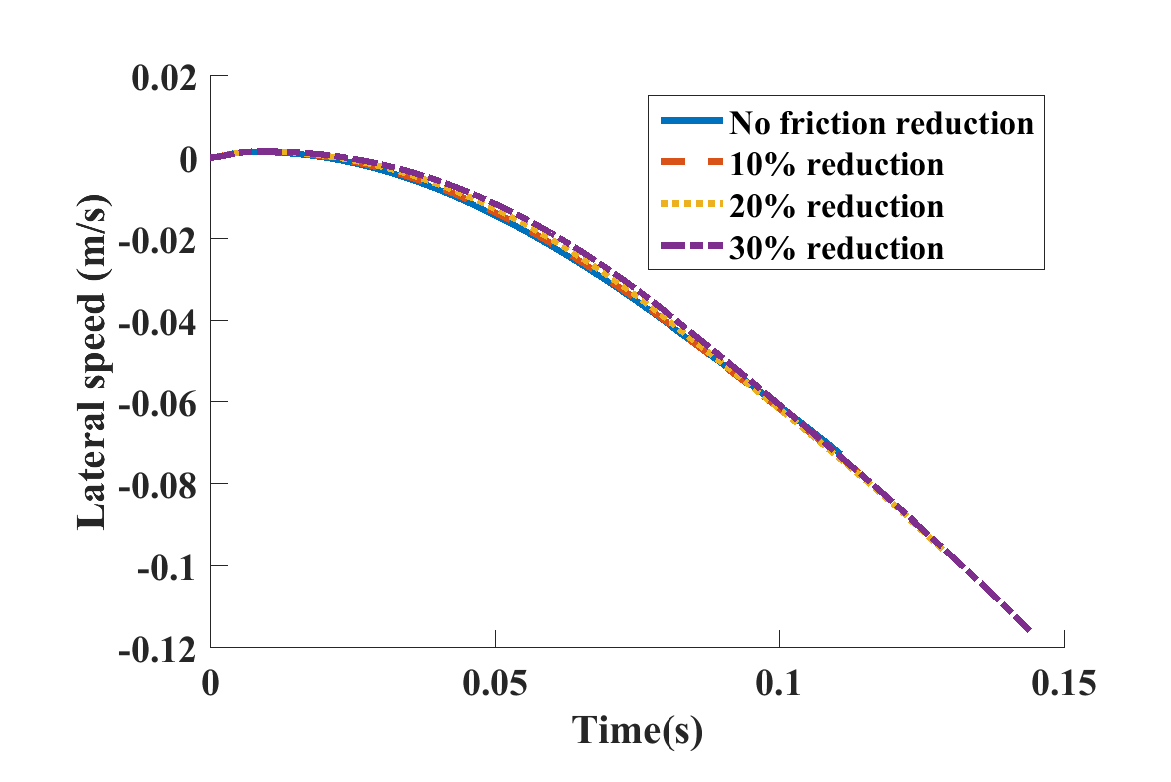 0.02
0
-0.02
-0.04
-0.06
-0.08
-0.1
-0.12
Lateral speed (m/s)
No friction reduction
10% reduction
20% reduction
30% reduction
0 0.05 0.1 0.15
Time(s)